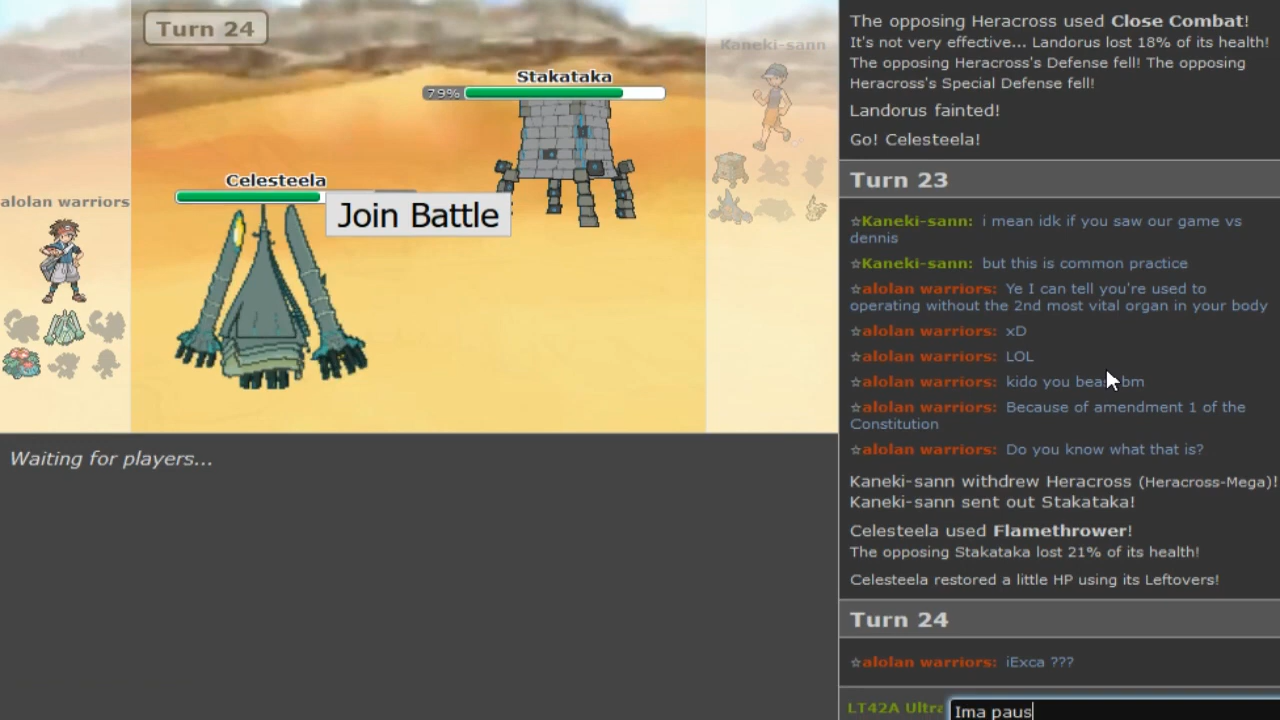 Turn 24
Kaneki-sann
Stakataka
79%
Celesteela
alolan warriors
Join Battle
Waiting for players...
The opposing Heracross used Close Combat!
It's not very effective... Landorus lost 18% of its health!
The opposing Heracross's Defense fell! The opposing
Heracross's Special Defense fell!
Landorus fainted!
Go! Celesteela!
Turn 23
☆Kaneki-sann: i mean idk if you saw our game vs
dennis
☆Kaneki-sann: but this is common practice
☆alolan warriors: Ye I can tell you're used to
operating without the 2nd most vital organ in your body
☆alolan warriors: xD
☆alolan warriors: LOL
☆alolan warriors: kido you bm
☆alolan warriors: Because of amendment 1 of the
Constitution
☆alolan warriors: Do you know what that is?
Kaneki-sann withdrew Heracross (Heracross-Mega)!
Kaneki-sann sent out Stakataka!
Celesteela used Flamethrower!
The opposing Stakataka lost 21% of its health!
Celesteela restored a little HP using its Leftovers!
Turn 24
☆alolan warriors: iExca ???
LT42A Ultra Ima paus